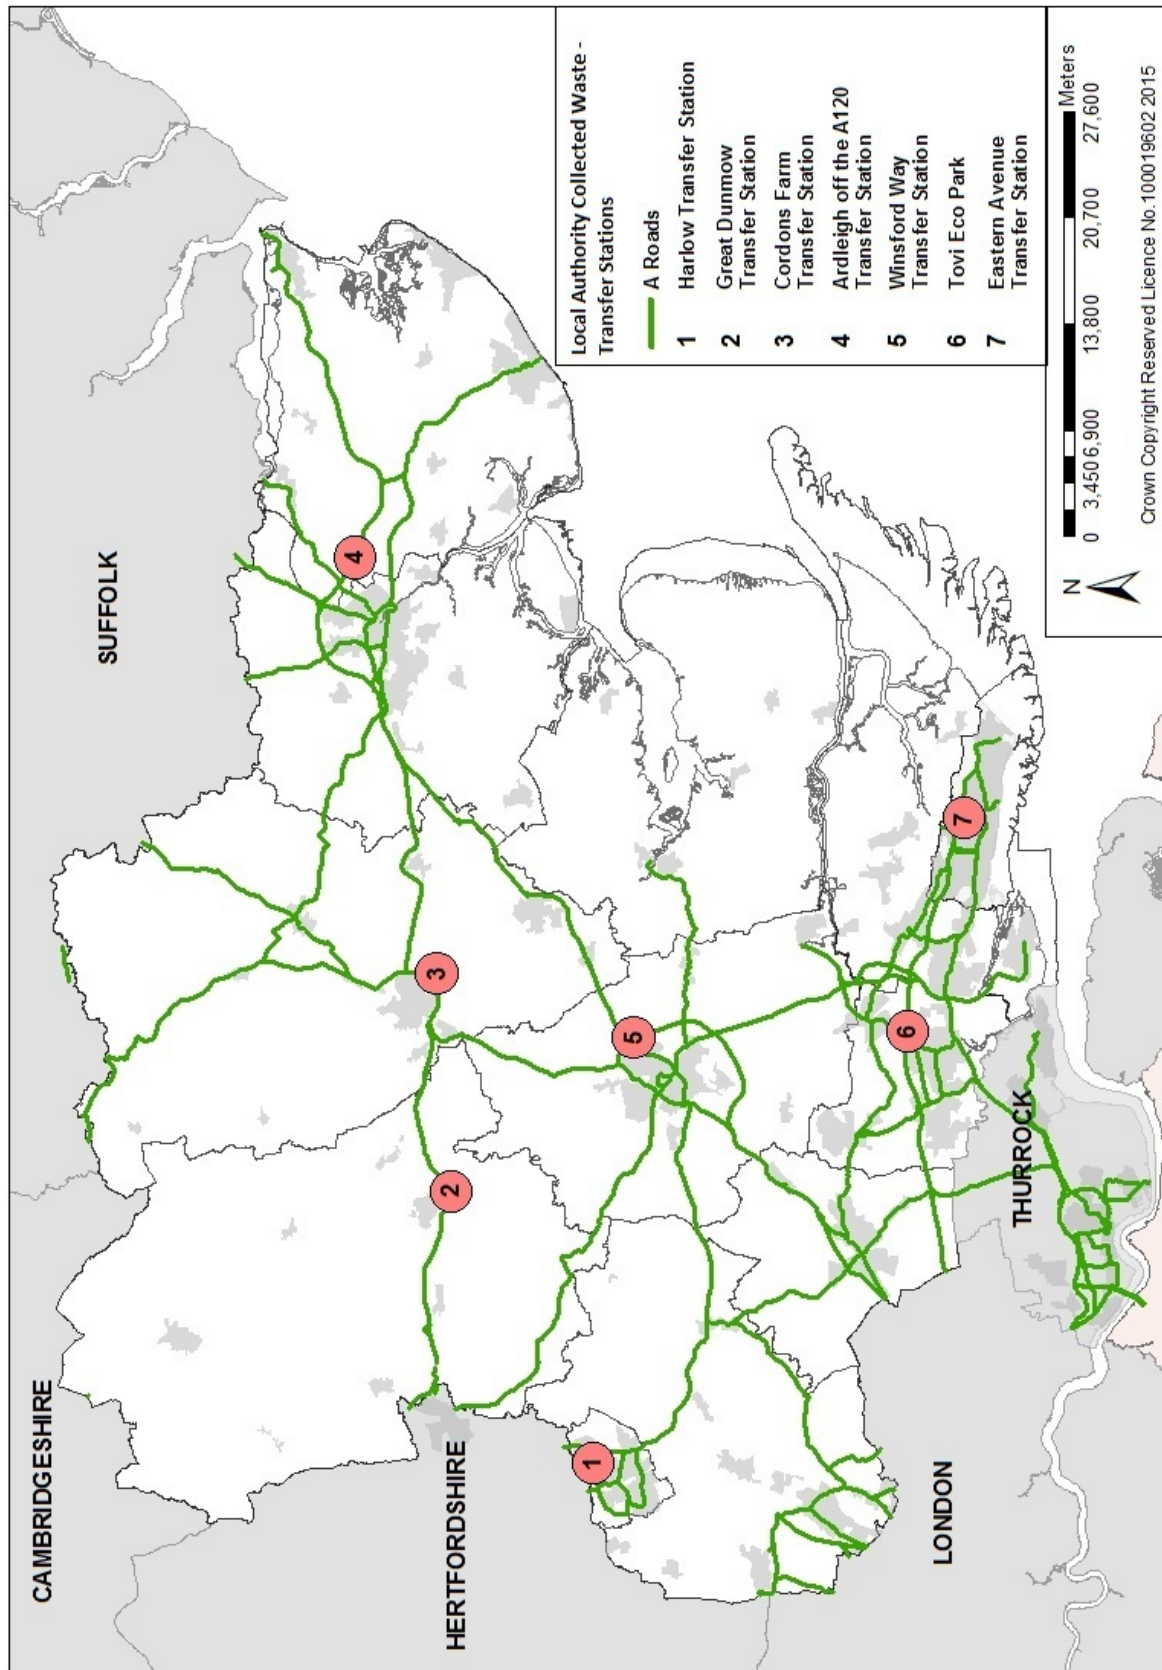 CAMBRIDGESHIRE
SUFFOLK
HERTFORDSHIRE
LONDON
THURROCK
1
2
3
4
5
6
7
Local Authority Collected Waste -
Transfer Stations
A Roads
1 Harlow Transfer Station
2 Great Dunmow
Transfer Station
3 Cordons Farm
Transfer Station
4 Ardleigh off the A120
Transfer Station
5 Winsford Way
Transfer Station
6 Tovi Eco Park
7 Eastern Avenue
Transfer Station
N
0 3,4506,900 13,800 20,700 27,600
Meters
Crown Copyright Reserved Licence No.100019602 2015